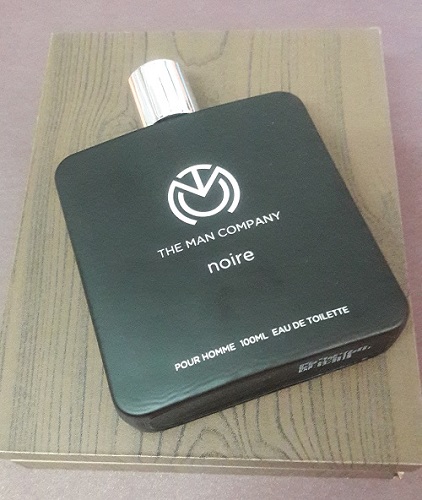 THE MAN COMPANY
noire
POUR HOMME 100ML EAU DE TOILETTE